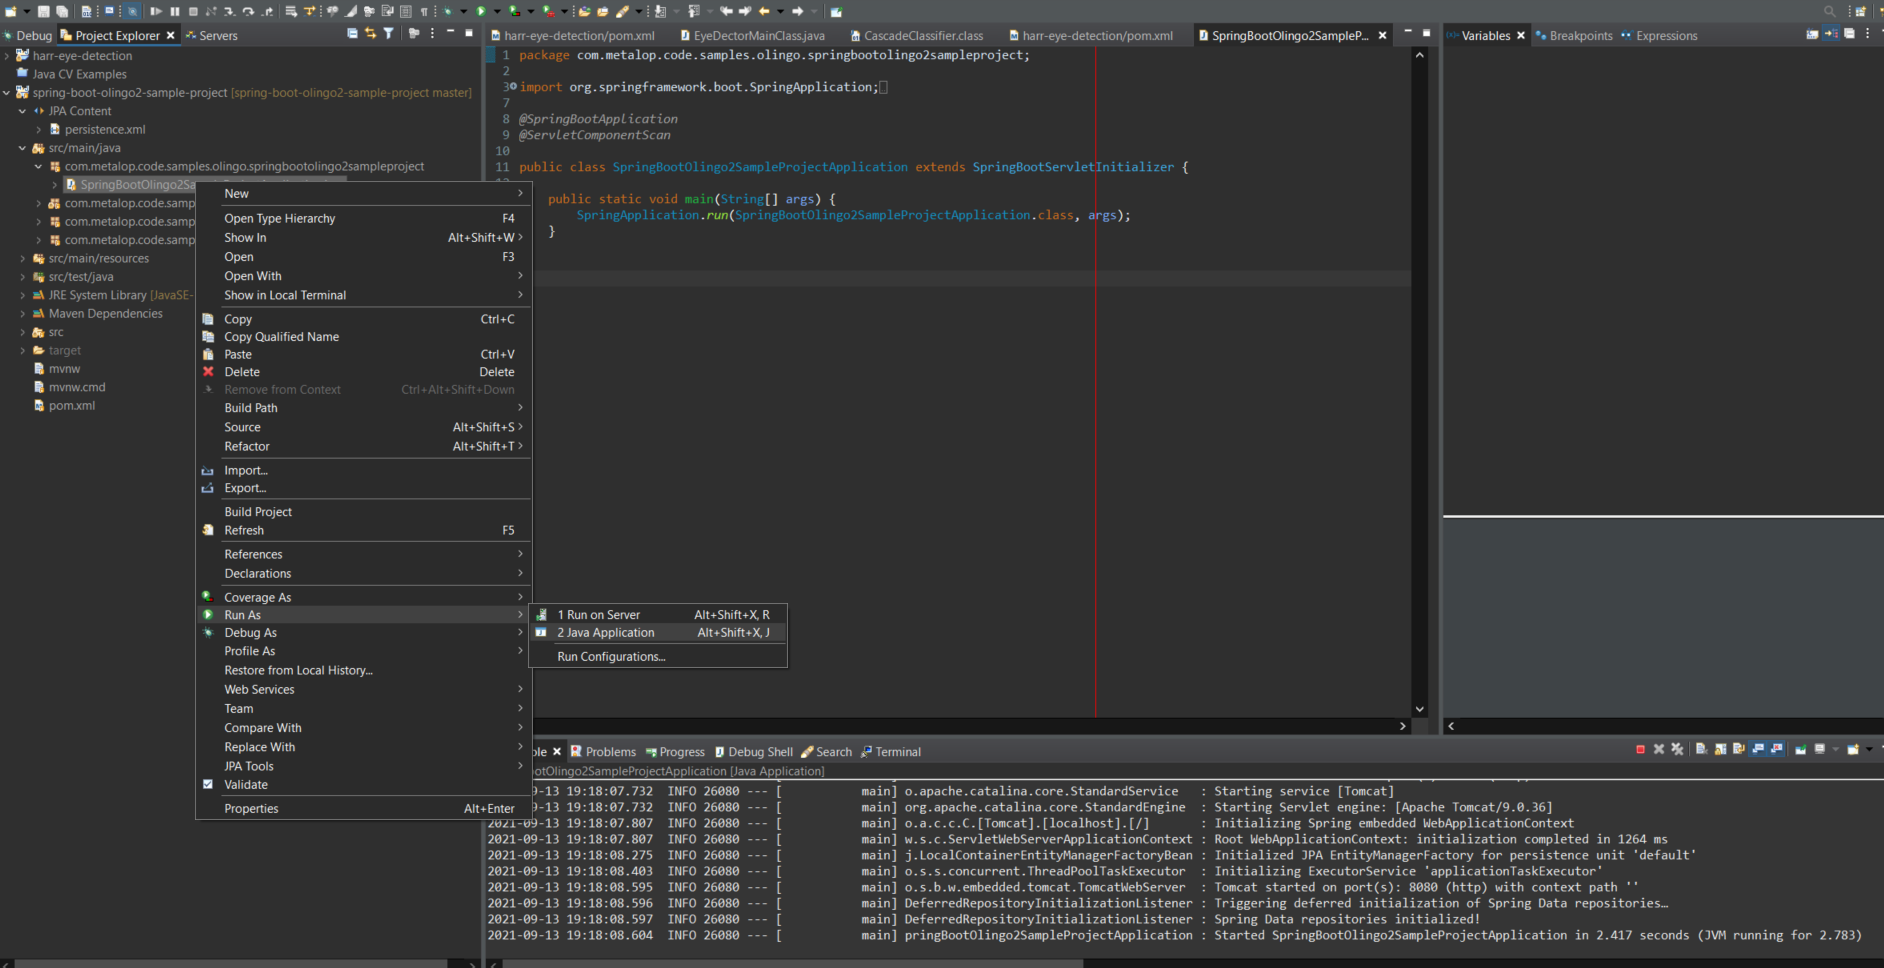 Debug
Project Explorer
Servers
harr-eye-detection/pom.xml
EyeDectorMainClass.java
CascadeClassifier.class
harr-eye-detection/pom.xml
SpringBootOlingo2SampleP...
Variables
Breakpoints
Expressions
harr-eye-detection
Java CV Examples
spring-boot-olingo2-sample-project [spring-boot-olingo2-sample-project master]
JPA Content
persistence.xml
src/main/java
com.metalop.code.samples.olingo.springbootolingo2sampleproject
SpringBootOlingo2Sa
com.metalop.code.samp
com.metalop.code.samp
com.metalop.code.samp
src/main/resources
src/test/java
JRE System Library [JavaSE-
Maven Dependencies
src
target
mvnw
mvnw.cmd
pom.xml
New
Open Type Hierarchy F4
Show In Alt+Shift+W
Open F3
Open With
Show in Local Terminal
Copy Ctrl+C
Copy Qualified Name
Paste Ctrl+V
Delete Delete
Remove from Context Ctrl+Alt+Shift+Down
Build Path
Source Alt+Shift+S
Refactor Alt+Shift+T
Import...
Export...
Build Project
Refresh F5
References
Declarations
Coverage As
Run As
Debug As
Profile As
Restore from Local History...
Web Services
Team
Compare With
Replace With
JPA Tools
Validate
Properties Alt+Enter
1 Run on Server Alt+Shift+X, R
2 Java Application Alt+Shift+X, J
Run Configurations...
1 package com.metalop.code.samples.olingo.springbootolingo2sampleproject;
2
3 import org.springframework.boot.SpringApplication;
7
8 @SpringBootApplication
9 @ServletComponentScan
10
11 public class SpringBootOlingo2SampleProjectApplication extends SpringBootServletInitializer {
public static void main(String[] args) {
SpringApplication.run(SpringBootOlingo2SampleProjectApplication.class, args);
}
ole
Problems
Progress
Debug Shell
Search
Terminal
otOlingo2SampleProjectApplication [Java Application]
-09-13 19:18:07.732 INFO 26080 --- [ main] o.apache.catalina.core.StandardService : Starting service [Tomcat]
-09-13 19:18:07.732 INFO 26080 --- [ main] org.apache.catalina.core.StandardEngine : Starting Servlet engine: [Apache Tomcat/9.0.36]
2021-09-13 19:18:07.807 INFO 26080 --- [ main] o.a.c.c.C.[Tomcat].[localhost].[/] : Initializing Spring embedded WebApplicationContext
2021-09-13 19:18:07.807 INFO 26080 --- [ main] w.s.c.ServletWebServerApplicationContext : Root WebApplicationContext: initialization completed in 1264 ms
2021-09-13 19:18:08.275 INFO 26080 --- [ main] j.LocalContainerEntityManagerFactoryBean : Initialized JPA EntityManagerFactory for persistence unit 'default'
2021-09-13 19:18:08.403 INFO 26080 --- [ main] o.s.s.concurrent.ThreadPoolTaskExecutor : Initializing ExecutorService 'applicationTaskExecutor'
2021-09-13 19:18:08.595 INFO 26080 --- [ main] o.s.b.w.embedded.tomcat.TomcatWebServer : Tomcat started on port(s): 8080 (http) with context path ''
2021-09-13 19:18:08.596 INFO 26080 --- [ main] DeferredRepositoryInitializationListener : Triggering deferred initialization of Spring Data repositories…
2021-09-13 19:18:08.597 INFO 26080 --- [ main] DeferredRepositoryInitializationListener : Spring Data repositories initialized!
2021-09-13 19:18:08.604 INFO 26080 --- [ main] pringBootOlingo2SampleProjectApplication : Started SpringBootOlingo2SampleProjectApplication in 2.417 seconds (JVM running for 2.783)